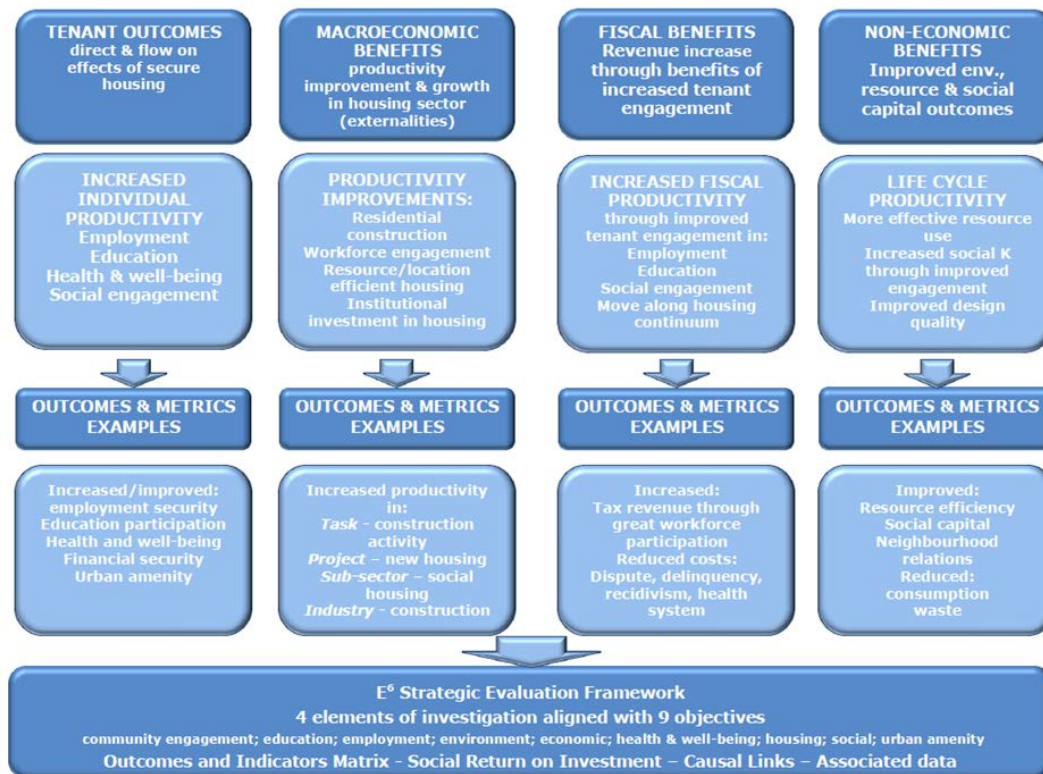 TENANT OUTCOMES
direct & flow on
effects of secure
housing
MACROECONOMIC
BENEFITS
productivity
improvement & growth
in housing sector
(externalities)
FISCAL BENEFITS
Revenue increase
through benefits of
increased tenant
engagement
NON-ECONOMIC
BENEFITS
Improved env.,
resource & social
capital outcomes
INCREASED
INDIVIDUAL
PRODUCTIVITY
Employment
Education
Health & well-being
Social engagement
PRODUCTIVITY
IMPROVEMENTS:
Residential
construction
Workforce engagement
Resource/location
efficient housing
Institutional
investment in housing
INCREASED FISCAL
PRODUCTIVITY
through improved
tenant engagement in:
Employment
Education
Social engagement
Move along housing
continuum
LIFE CYCLE
PRODUCTIVITY
More effective resource
use
Increased social K
through improved
engagement
Improved design
quality
OUTCOMES & METRICS
EXAMPLES
OUTCOMES & METRICS
EXAMPLES
OUTCOMES & METRICS
EXAMPLES
OUTCOMES & METRICS
EXAMPLES
Increased/improved:
employment security
Education participation
Health and well-being
Financial security
Urban amenity
Increased productivity
in:
Task - construction
activity
Project – new housing
Sub-sector – social
housing
Industry - construction
Increased:
Tax revenue through
great workforce
participation
Reduced costs:
Dispute, delinquency,
recidivism, health
system
Improved:
Resource efficiency
Social capital
Neighbourhood
relations
Reduced:
consumption
waste
E⁶ Strategic Evaluation Framework
4 elements of investigation aligned with 9 objectives
community engagement; education; employment; environment; economic; health & well-being; housing; social; urban amenity
Outcomes and Indicators Matrix - Social Return on Investment – Causal Links – Associated data